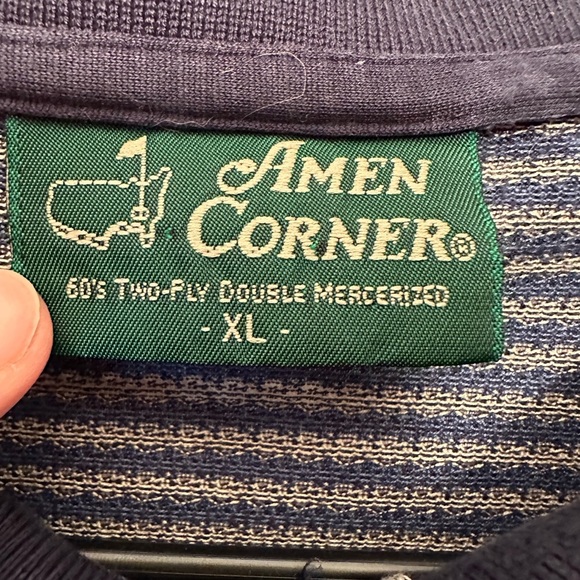 AMEN
CORNER®
60's TWO-PLY DOUBLE MERCERIZED
- XL -